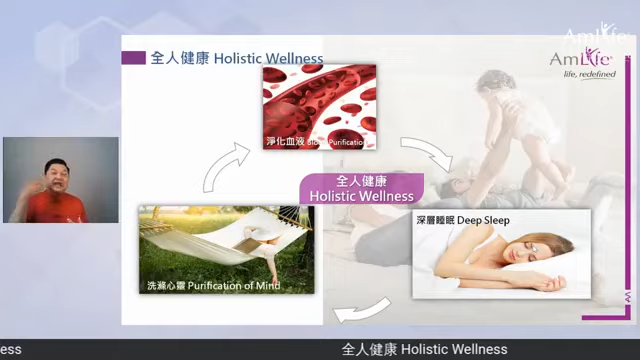 AmLife
全人健康 Holistic Wellness
AmLife
life, redefined
淨化血液 Blood Purification
全人健康
Holistic Wellness
深層睡眠 Deep Sleep
洗滌心靈 Purification of Mind
ess
全人健康 Holistic Wellness